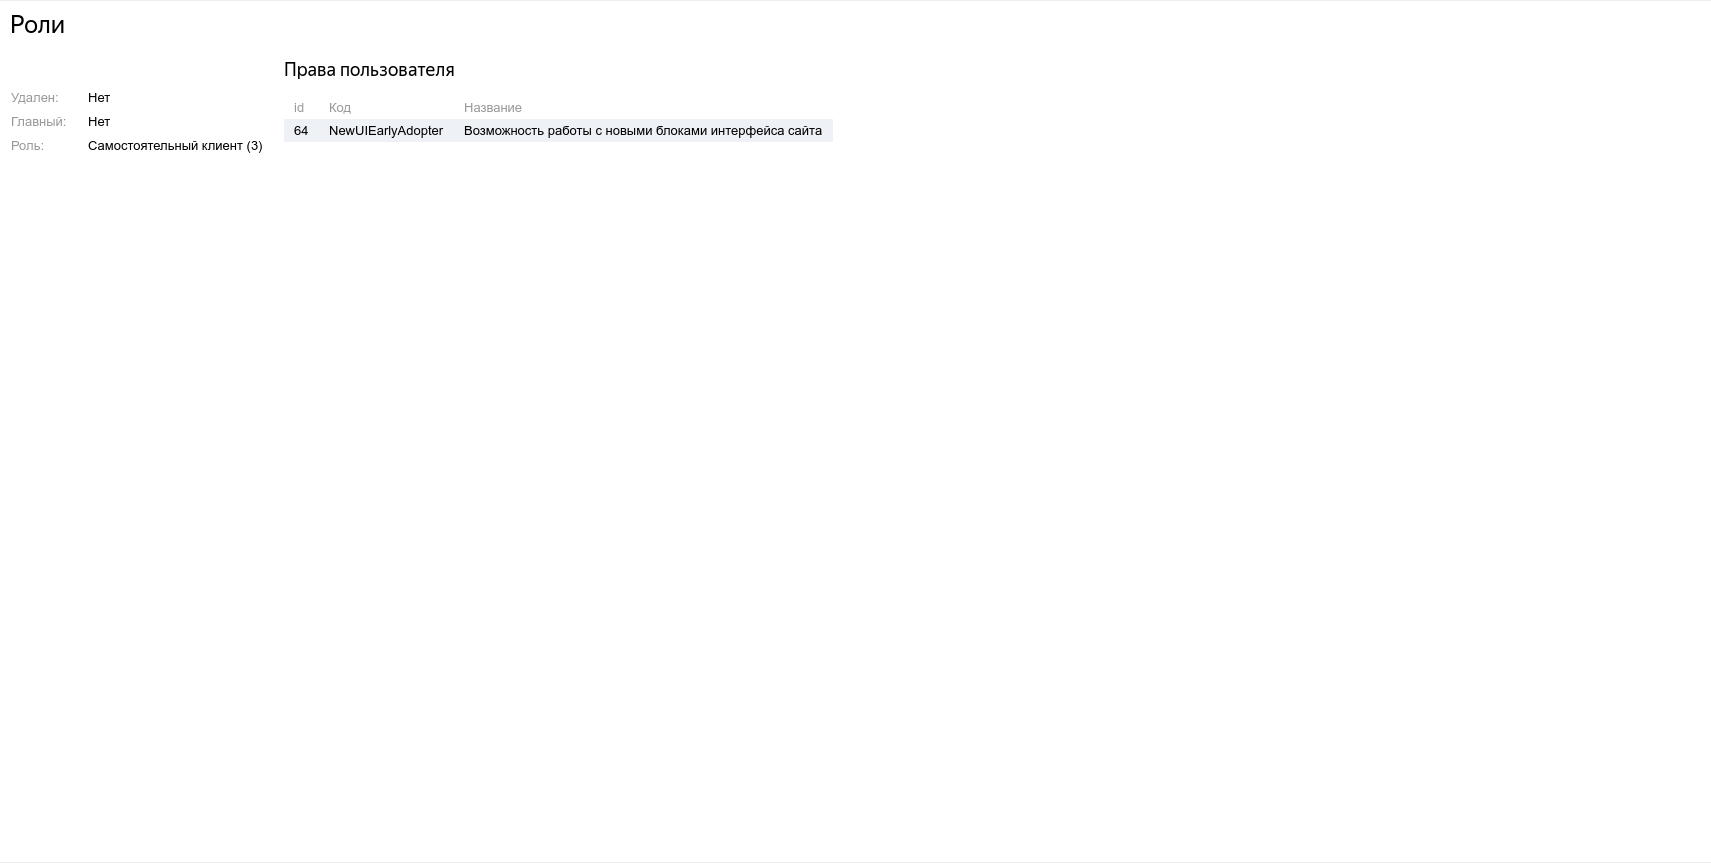 Роли
Права пользователя
Удален: Нет
Главный: Нет
Роль: Самостоятельный клиент (3)
id Код Название
64 NewUIEarlyAdopter Возможность работы с новыми блоками интерфейса сайта